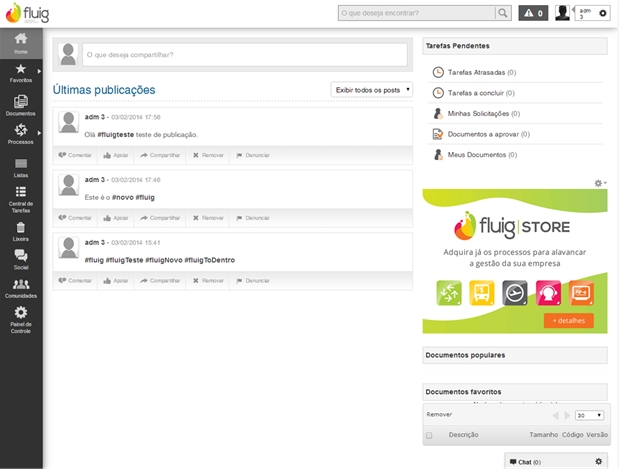 fluig
O que deseja encontrar?
0
adm 3
Home
Favoritos
Documentos
Processos
Listas
Central de Tarefas
Lixeira
Social
Comunidades
Painel de Controle
O que deseja compartilhar?
Últimas publicações
Exibir todos os posts
adm 3 - 03/02/2014 17:56
Olá #fluigteste teste de publicação.
Comentar Apoiar Compartilhar Remover Denunciar
adm 3 - 03/02/2014 17:46
Este é o #novo #fluig
Comentar Apoiar Compartilhar Remover Denunciar
adm 3 - 03/02/2014 15:41
#fluig #fluigTeste #fluigNovo #fluigToDentro
Comentar Apoiar Compartilhar Remover Denunciar
Tarefas Pendentes
Tarefas Atrasadas (0)
Tarefas a concluir (0)
Minhas Solicitações (0)
Documentos a aprovar (0)
Meus Documentos (0)
fluig STORE
Adquira já os processos para alavancar
a gestão da sua empresa
+ detalhes
Documentos populares
Documentos favoritos
Remover 30
Descrição Tamanho Código Versão
Chat (0)